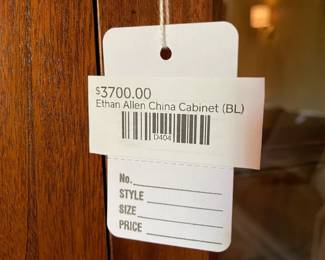 $3700.00
Ethan Allen China Cabinet (BL)
D404
No.
STYLE
SIZE
PRICE